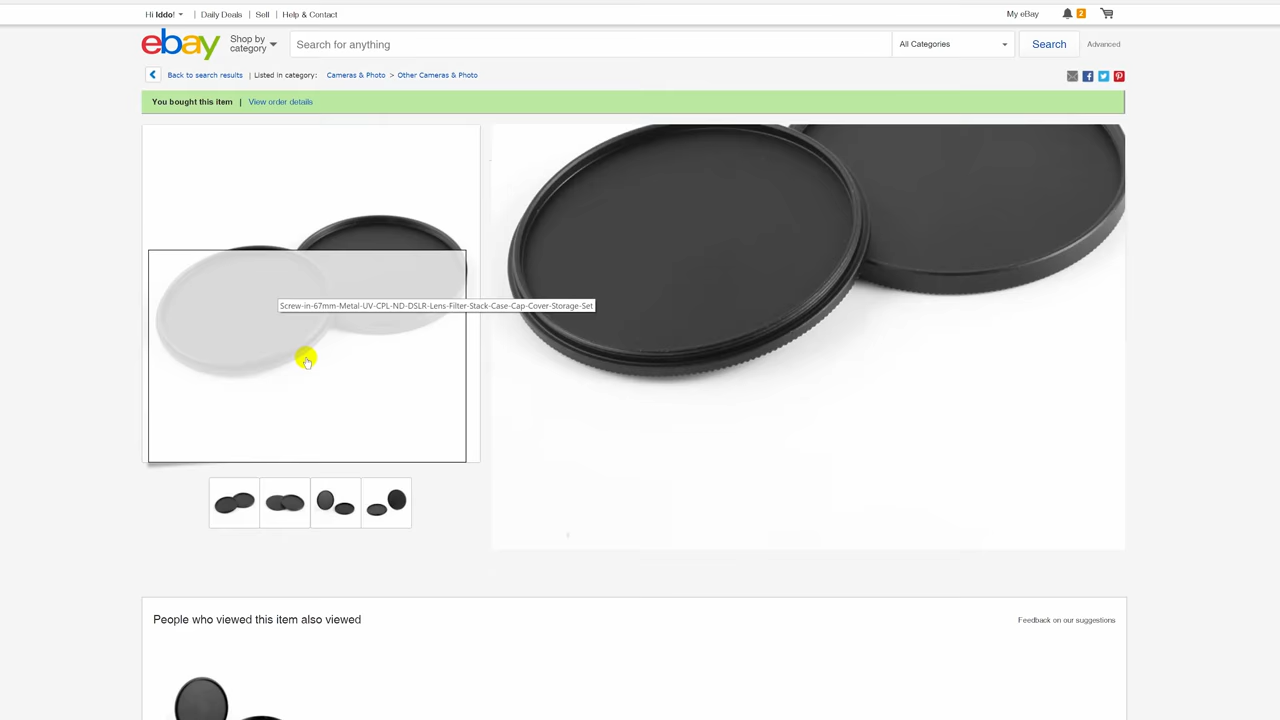 Hi Iddo!
Daily Deals
Sell
Help & Contact
My eBay
2
ebay
Shop by
category
Search for anything
All Categories
Search
Advanced
Back to search results | Listed in category: Cameras & Photo > Other Cameras & Photo
You bought this item | View order details
Screw-in-67mm-Metal-UV-CPL-ND-DSLR-Lens-Filter-Stack-Case-Cap-Cover-Storage-Set
People who viewed this item also viewed
Feedback on our suggestions